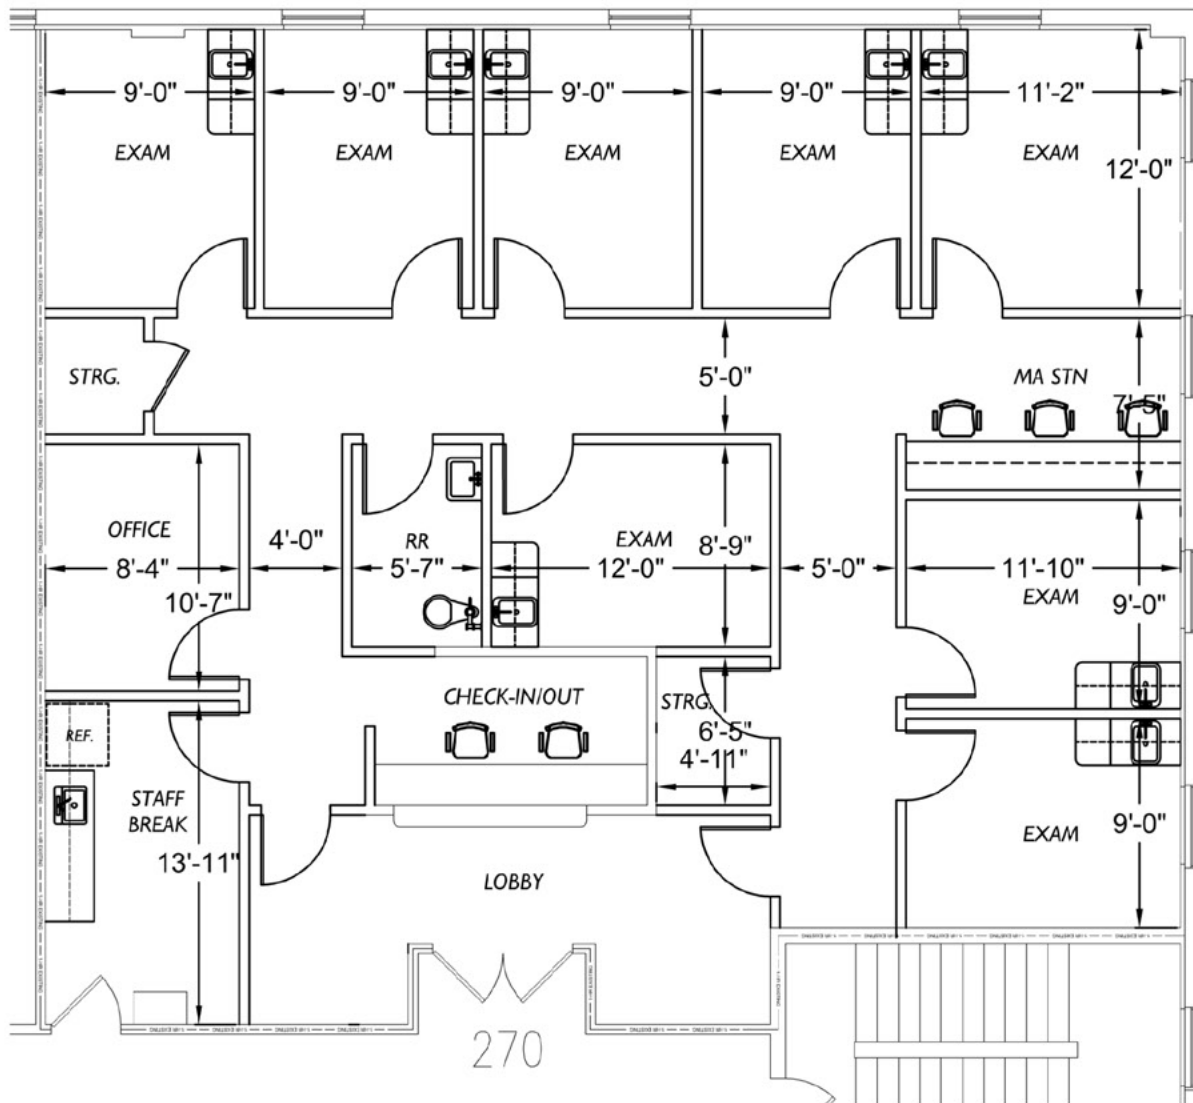 9'-0" 9'-0" 9'-0" 9'-0" 11'-2"
EXAM EXAM EXAM EXAM EXAM
12'-0"
STRG.
5'-0"
MA STN
7'-5"
OFFICE
8'-4"
10'-7"
4'-0"
RR
5'-7"
EXAM
12'-0"
8'-9"
5'-0"
11'-10"
EXAM
9'-0"
CHECK-IN/OUT
STRG.
6'-5"
4'-11"
REF.
STAFF
BREAK
13'-11"
EXAM
9'-0"
LOBBY
270